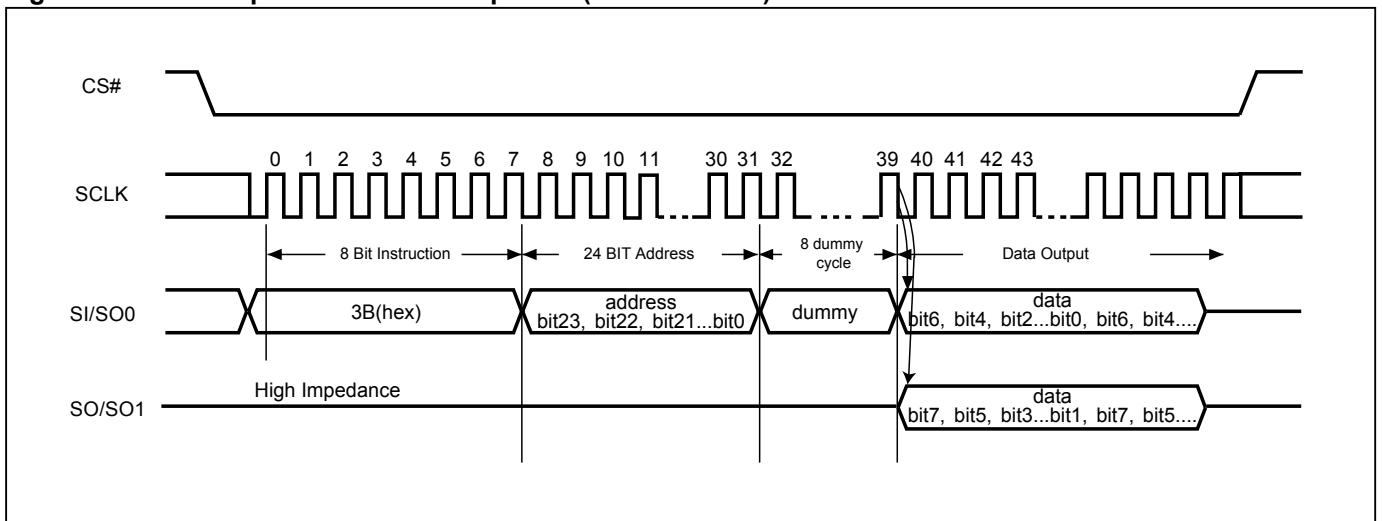 CS#
0 1 2 3 4 5 6 7 8 9 10 11 30 31 32 39 40 41 42 43
SCLK
8 Bit Instruction 24 BIT Address 8 dummy cycle Data Output
SI/SO0
3B(hex)
address
bit23, bit22, bit21...bit0
dummy
data
bit6, bit4, bit2...bit0, bit6, bit4....
High Impedance
SO/SO1
data
bit7, bit5, bit3...bit1, bit7, bit5....